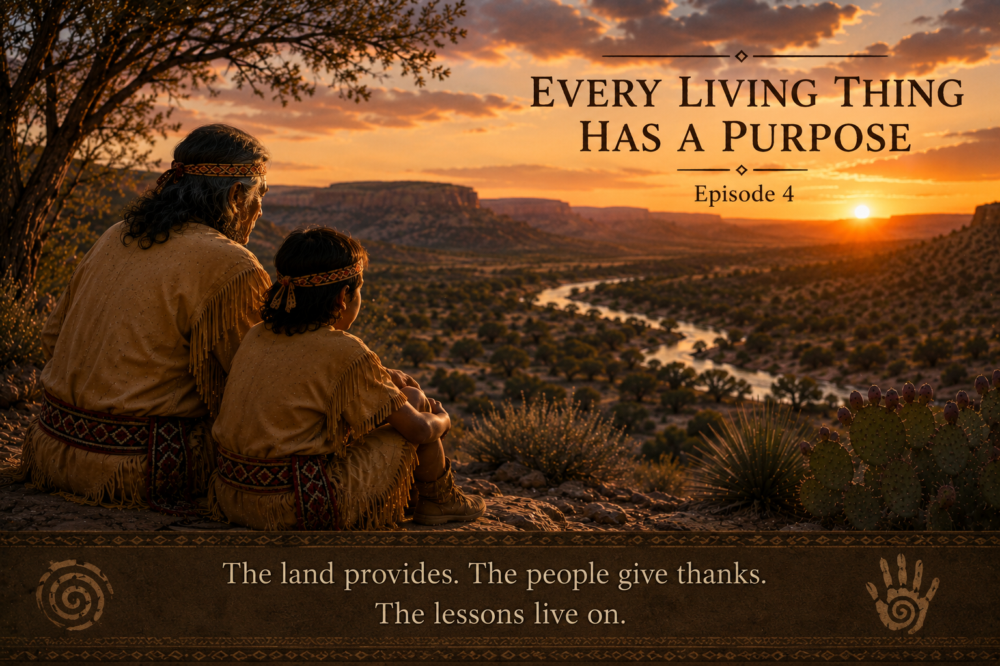 Every Living Thing
Has a Purpose
Episode 4
The land provides. The people give thanks.
The lessons live on.